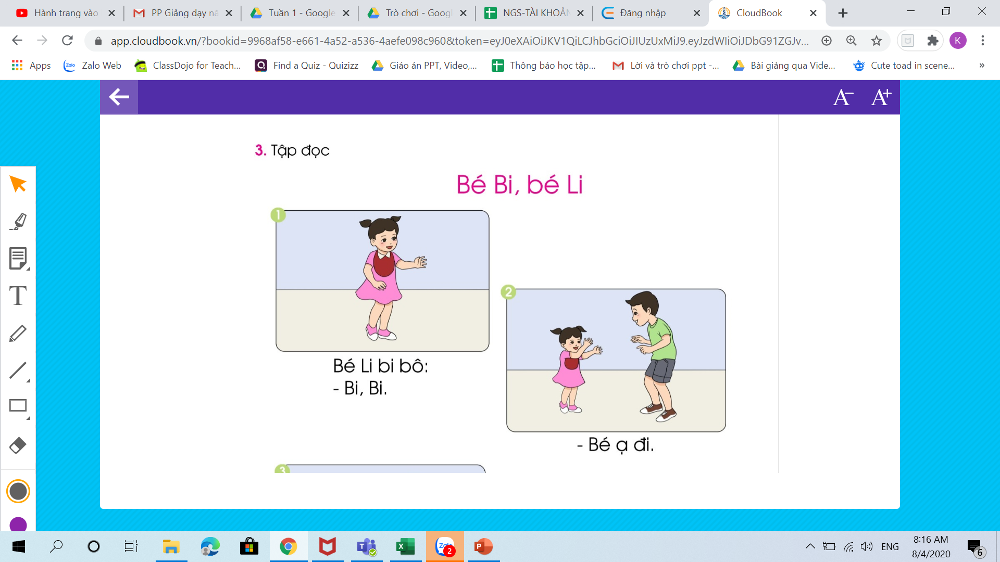 Hành trang vào
PP Giảng dạy nă
Tuần 1 - Google
Trò chơi - Googl
NGS-TÀI KHOẢN
Đăng nhập
CloudBook
app.cloudbook.vn/?bookid=9968af58-e661-4a52-a536-4aefe098c960&token=eyJ0eXAiOiJKV1QiLCJhbGciOiJIUzUxMiJ9.eyJzdWIiOiJDbG91ZGJv...
K
Apps
Zalo Web
ClassDojo for Teach...
Find a Quiz - Quizizz
Giáo án PPT, Video,...
Thông báo học tập...
Lời và trò chơi ppt -...
Bài giảng qua Vide...
Cute toad in scene...
»
A- A+
3. Tập đọc
Bé Bi, bé Li
1
Bé Li bi bô:
- Bi, Bi.
2
- Bé ạ đi.
3
T
Zalo
2
ENG
8:16 AM
8/4/2020
6